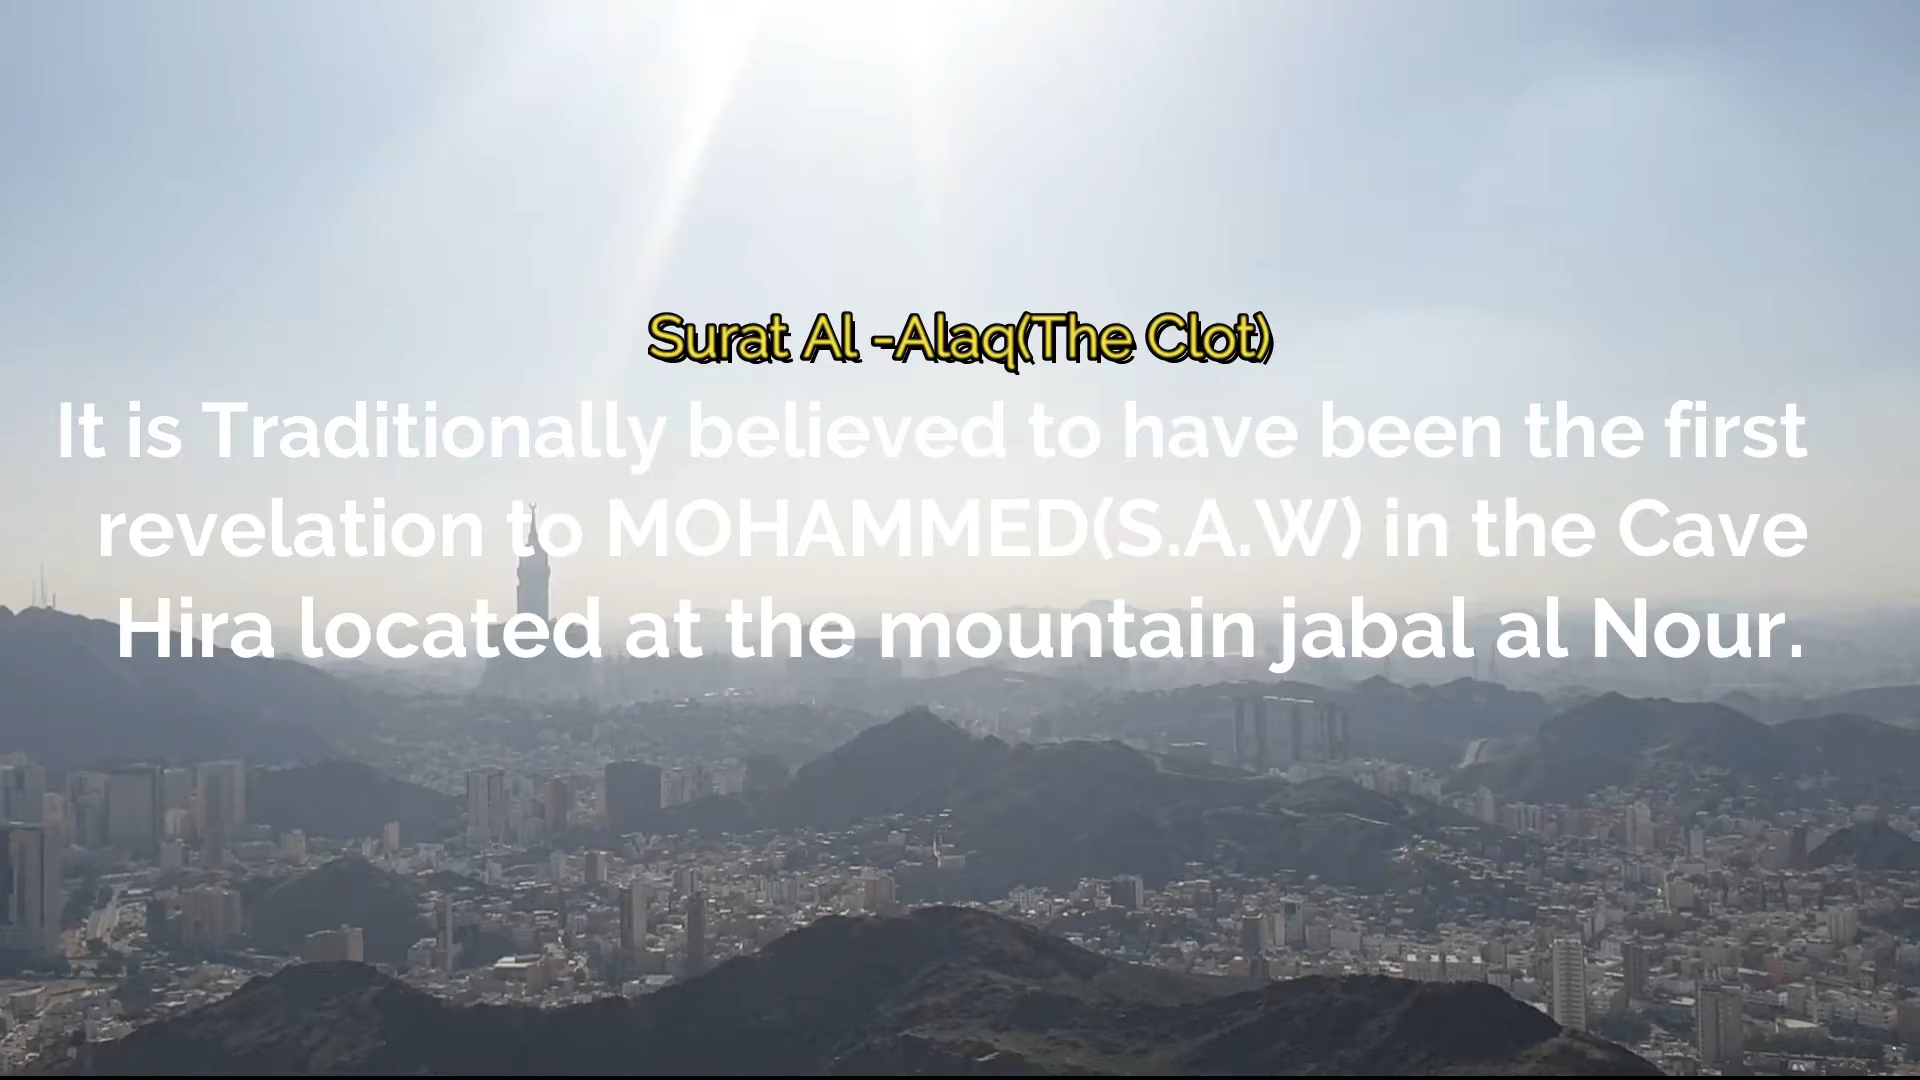 Surat Al -Alaq(The Clot)
It is Traditionally believed to have been the first
revelation to MOHAMMED(S.A.W) in the Cave
Hira located at the mountain jabal al Nour.